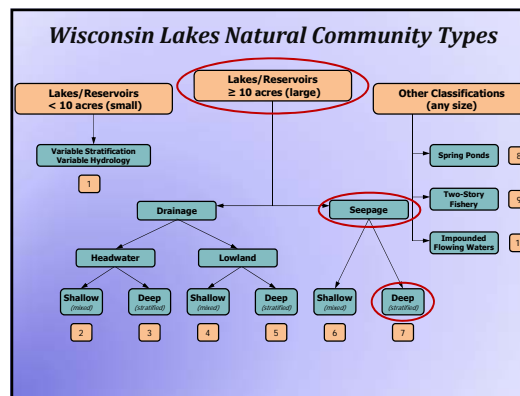 Wisconsin Lakes Natural Community Types
Lakes/Reservoirs
≥ 10 acres (large)
Lakes/Reservoirs
< 10 acres (small)
Other Classifications
(any size)
Variable Stratification
Variable Hydrology
1
Spring Ponds
8
Two-Story
Fishery
9
Impounded
Flowing Waters
Drainage
Seepage
Headwater
Lowland
Shallow
(mixed)
Deep
(stratified)
Shallow
(mixed)
Deep
(stratified)
Shallow
(mixed)
Deep
(stratified)
2
3
4
5
6
7